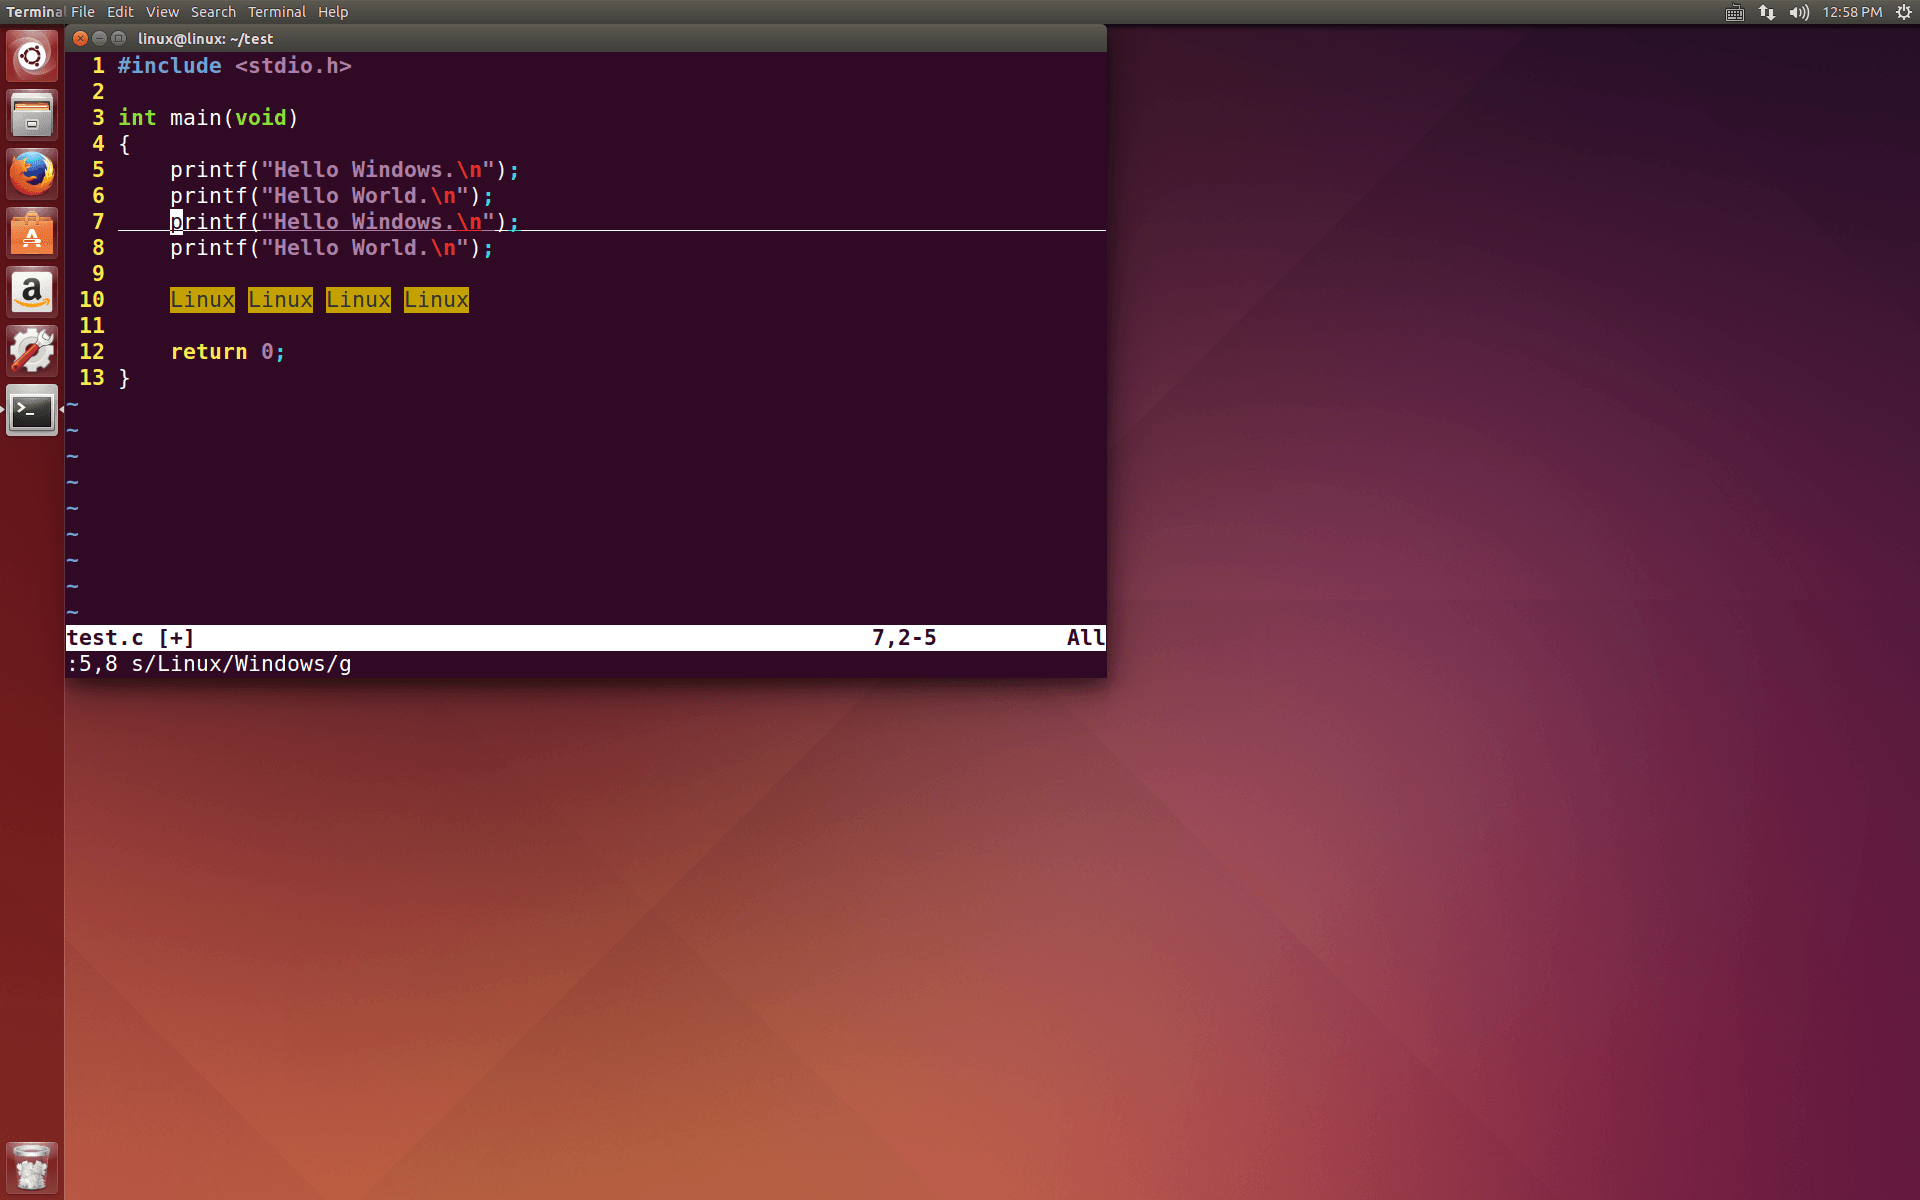 Terminal File Edit View Search Terminal Help 12:58 PM
linux@linux: ~/test
1 #include <stdio.h>
2
3 int main(void)
4 {
5     printf("Hello Windows.\n");
6     printf("Hello World.\n");
7     printf("Hello Windows.\n");
8     printf("Hello World.\n");
9
10     Linux Linux Linux Linux
11
12     return 0;
13 }
~
~
~
~
~
~
~
~
~
test.c [+] 7,2-5 All
:5,8 s/Linux/Windows/g